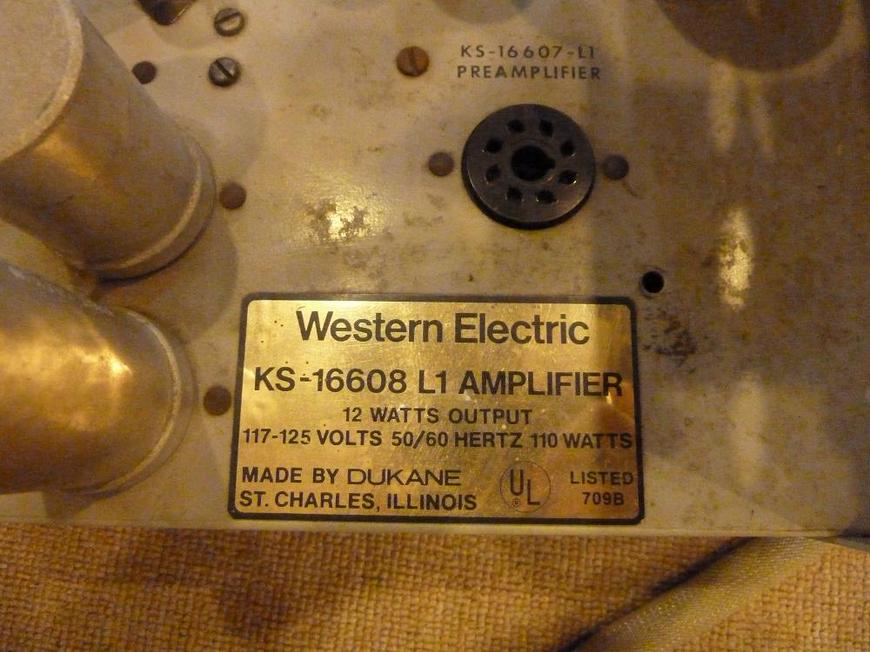 KS-16607-L1
PREAMPLIFIER
Western Electric
KS-16608 L1 AMPLIFIER
12 WATTS OUTPUT
117-125 VOLTS 50/60 HERTZ 110 WATTS
MADE BY DUKANE
ST. CHARLES, ILLINOIS
UL
®
LISTED
709B